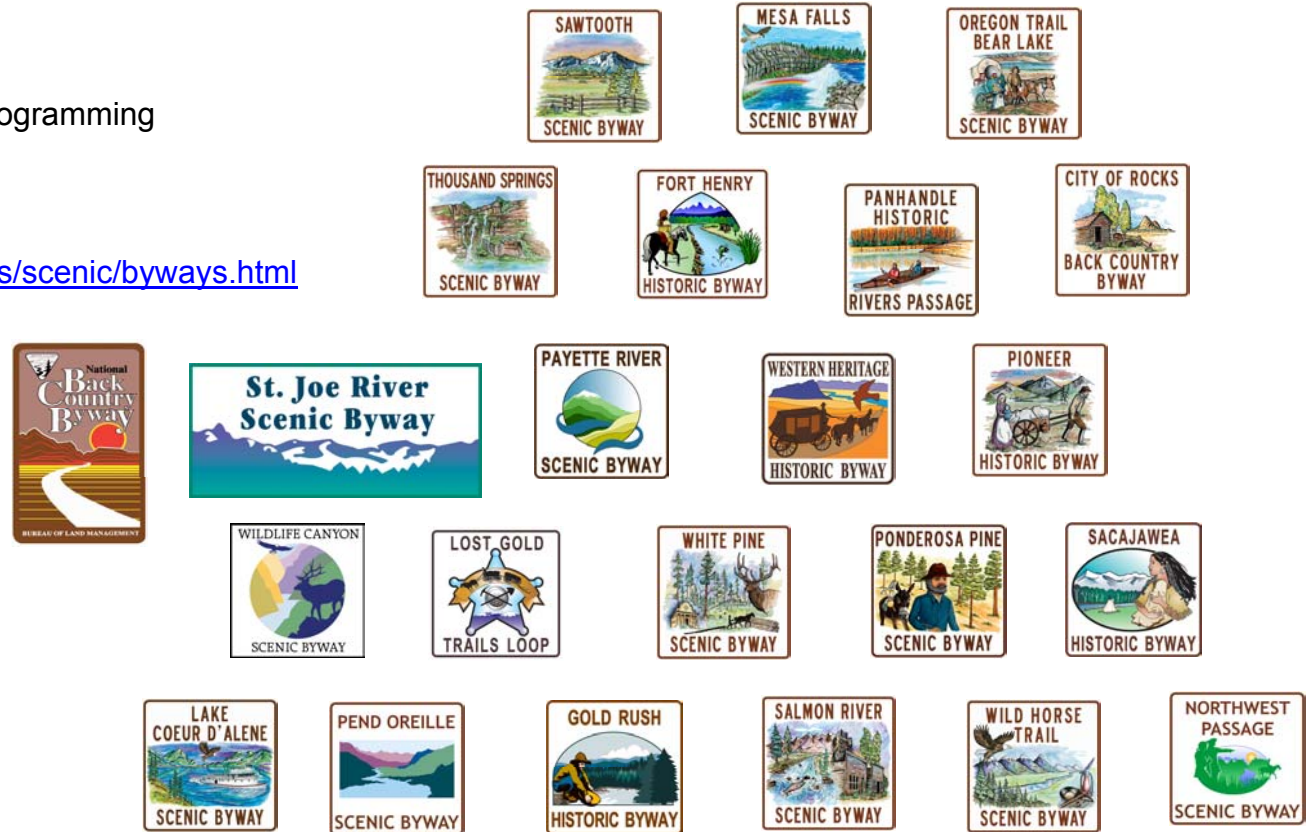 SAWTOOTH
SCENIC BYWAY
MESA FALLS
SCENIC BYWAY
OREGON TRAIL
BEAR LAKE
SCENIC BYWAY
ogramming
THOUSAND SPRINGS
SCENIC BYWAY
FORT HENRY
HISTORIC BYWAY
PANHANDLE
HISTORIC
RIVERS PASSAGE
CITY OF ROCKS
BACK COUNTRY
BYWAY
s/scenic/byways.html
National
Back
Country
Byway
BUREAU OF LAND MANAGEMENT
St. Joe River
Scenic Byway
PAYETTE RIVER
SCENIC BYWAY
WESTERN HERITAGE
HISTORIC BYWAY
PIONEER
HISTORIC BYWAY
WILDLIFE CANYON
SCENIC BYWAY
LOST GOLD
TRAILS LOOP
WHITE PINE
SCENIC BYWAY
PONDEROSA PINE
SCENIC BYWAY
SACAJAWEA
HISTORIC BYWAY
LAKE
COEUR D'ALENE
SCENIC BYWAY
PEND OREILLE
SCENIC BYWAY
GOLD RUSH
HISTORIC BYWAY
SALMON RIVER
SCENIC BYWAY
WILD HORSE
TRAIL
SCENIC BYWAY
NORTHWEST
PASSAGE
SCENIC BYWAY